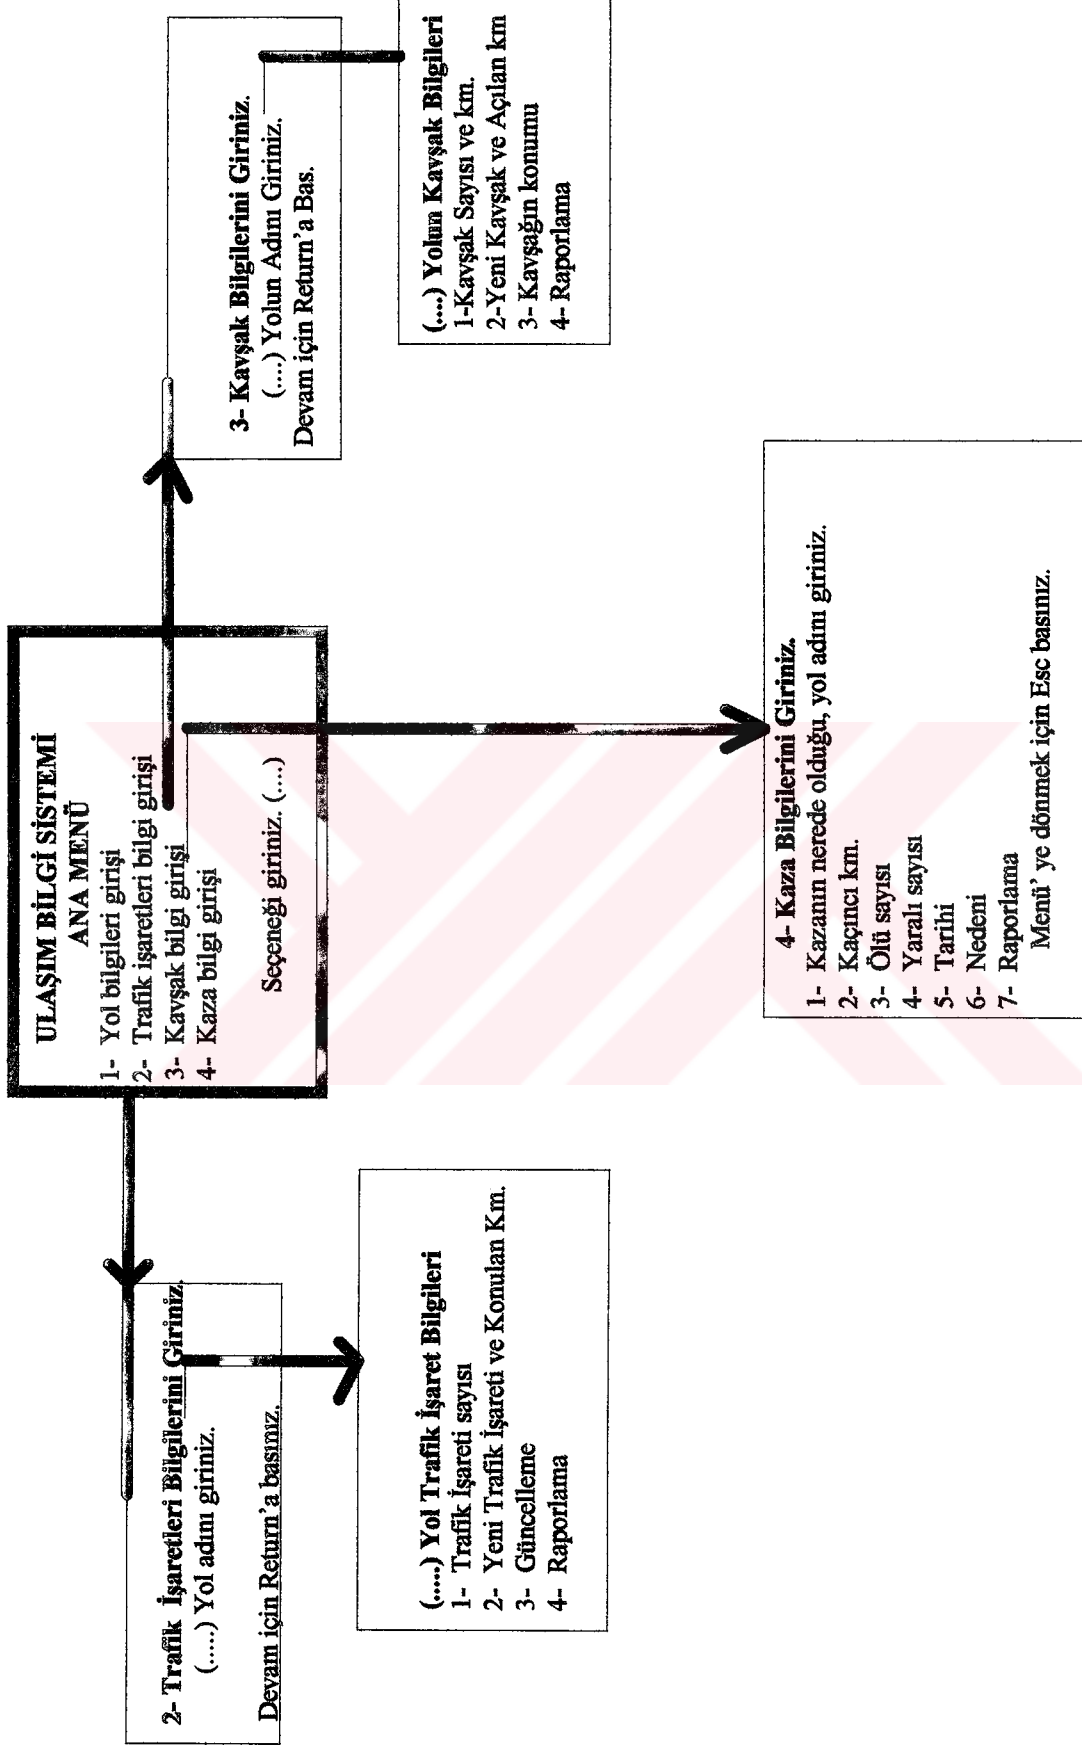 ULAŞIM BİLGİ SİSTEMİ
ANA MENÜ
1- Yol bilgileri girişi
2- Trafik işaretleri bilgi girişi
3- Kavşak bilgi girişi
4- Kaza bilgi girişi
Seçeneği giriniz. (....)
2- Trafik İşaretleri Bilgilerini Giriniz.
(.....) Yol adını giriniz.
Devam için Return'a basınız.
(.....) Yol Trafik İşaret Bilgileri
1- Trafik İşareti sayısı
2- Yeni Trafik İşareti ve Konulan Km.
3- Güncelleme
4- Raporlama
3- Kavşak Bilgilerini Giriniz.
(....) Yolun Adını Giriniz.
Devam için Return'a Bas.
(....) Yolun Kavşak Bilgileri
1-Kavşak Sayısı ve km.
2-Yeni Kavşak ve Açılan km
3- Kavşağın konumu
4- Raporlama
4- Kaza Bilgilerini Giriniz.
1- Kazanın nerede olduğu, yol adını giriniz.
2- Kaçıncı km.
3- Ölü sayısı
4- Yaralı sayısı
5- Tarihi
6- Nedeni
7- Raporlama
Menü' ye dönmek için Esc basınız.